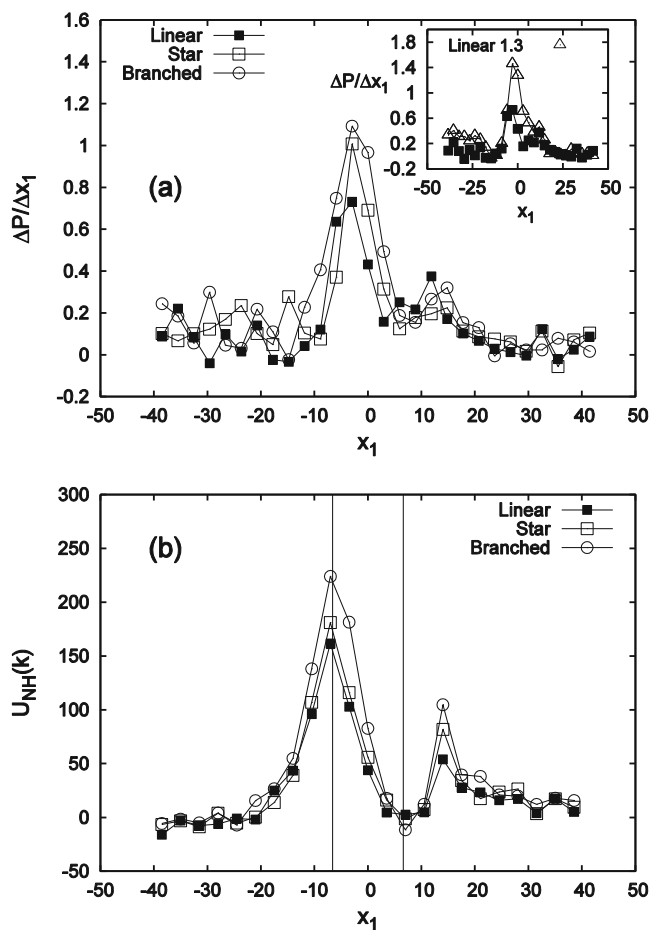 (a)
Linear
Star
Branched
ΔP/Δx1
1.6
1.4
1.2
1
0.8
0.6
0.4
0.2
0
-0.2
-50 -40 -30 -20 -10 0 10 20 30 40 50
x1
Linear 1.3
ΔP/Δx1
1.8
1.4
1
0.6
0.2
-0.2
-50 -25 0 25 50
x1
(b)
Linear
Star
Branched
UNH(k)
300
250
200
150
100
50
0
-50
-50 -40 -30 -20 -10 0 10 20 30 40 50
x1